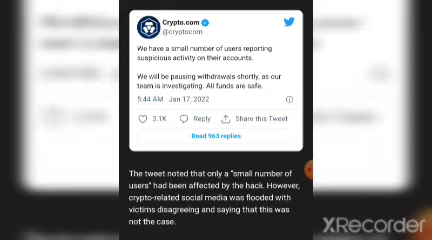 Crypto.com
@cryptocom
We have a small number of users reporting
suspicious activity on their accounts.
We will be pausing withdrawals shortly, as our
team is investigating. All funds are safe.
5:44 AM · Jan 17, 2022
3.1K Reply Share this Tweet
Read 963 replies
The tweet noted that only a "small number of
users" had been affected by the hack. However,
crypto-related social media was flooded with
victims disagreeing and saying that this was
not the case.
XRecorder